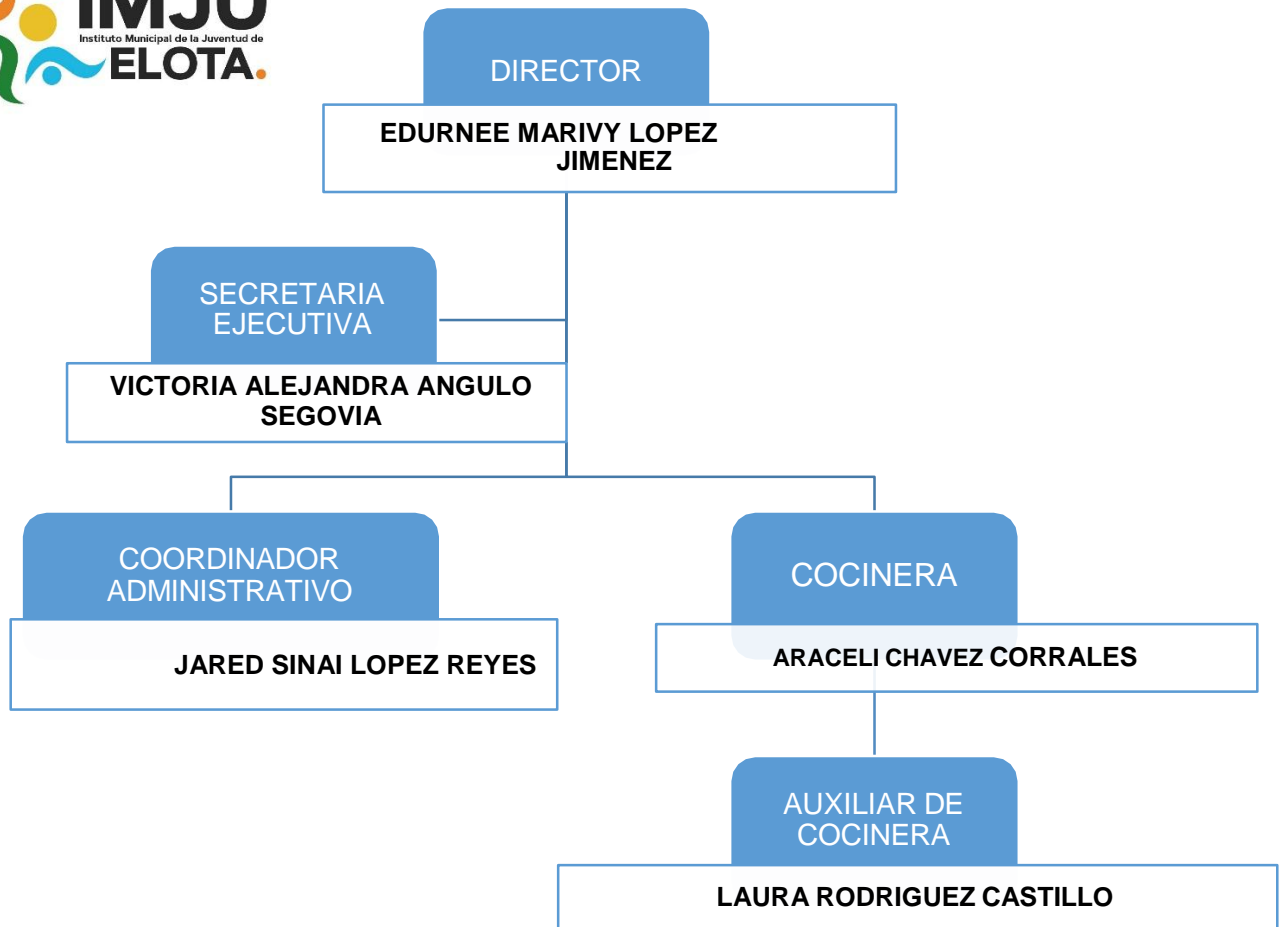 IMJU
Instituto Municipal de la Juventud de
ELOTA.
DIRECTOR
EDURNEE MARIVY LOPEZ
JIMENEZ
SECRETARIA
EJECUTIVA
VICTORIA ALEJANDRA ANGULO
SEGOVIA
COORDINADOR
ADMINISTRATIVO
JARED SINAI LOPEZ REYES
COCINERA
ARACELI CHAVEZ CORRALES
AUXILIAR DE
COCINERA
LAURA RODRIGUEZ CASTILLO